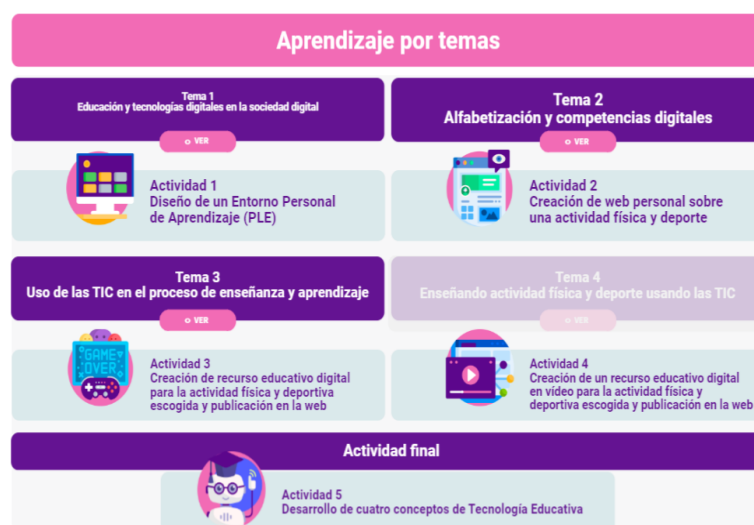 Aprendizaje por temas
Tema 1
Educación y tecnologías digitales en la sociedad digital
VER
Actividad 1
Diseño de un Entorno Personal
de Aprendizaje (PLE)
Tema 2
Alfabetización y competencias digitales
VER
Actividad 2
Creación de web personal sobre
una actividad física y deporte
Tema 3
Uso de las TIC en el proceso de enseñanza y aprendizaje
VER
GAME
OVER
Actividad 3
Creación de recurso educativo digital
para la actividad física y deportiva
escogida y publicación en la web
Tema 4
Enseñando actividad física y deporte usando las TIC
VER
Actividad 4
Creación de un recurso educativo digital
en vídeo para la actividad física y
deportiva escogida y publicación en la web
Actividad final
Actividad 5
Desarrollo de cuatro conceptos de Tecnología Educativa